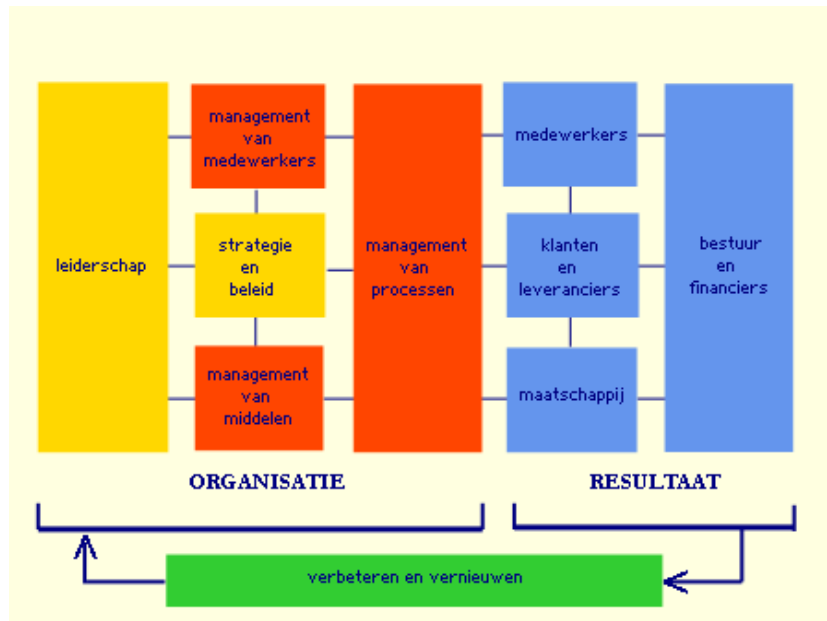 leiderschap
management
van
medewerkers
strategie
en
beleid
management
van
middelen
management
van
processen
medewerkers
klanten
en
leveranciers
maatschappij
bestuur
en
financiers
ORGANISATIE
RESULTAAT
verbeteren en vernieuwen